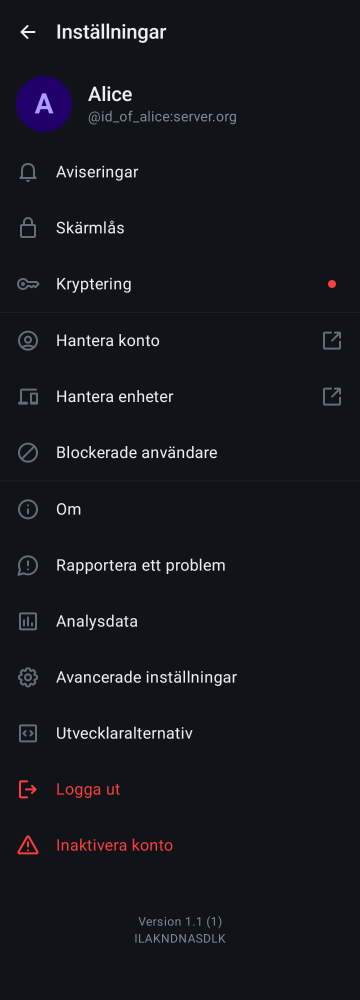 Inställningar
A
Alice
@id_of_alice:server.org
Aviseringar
Skärmlås
Kryptering
Hantera konto
Hantera enheter
Blockerade användare
Om
Rapportera ett problem
Analysdata
Avancerade inställningar
Utvecklaralternativ
Logga ut
Inaktivera konto
Version 1.1 (1)
ILAKNDNASDLK